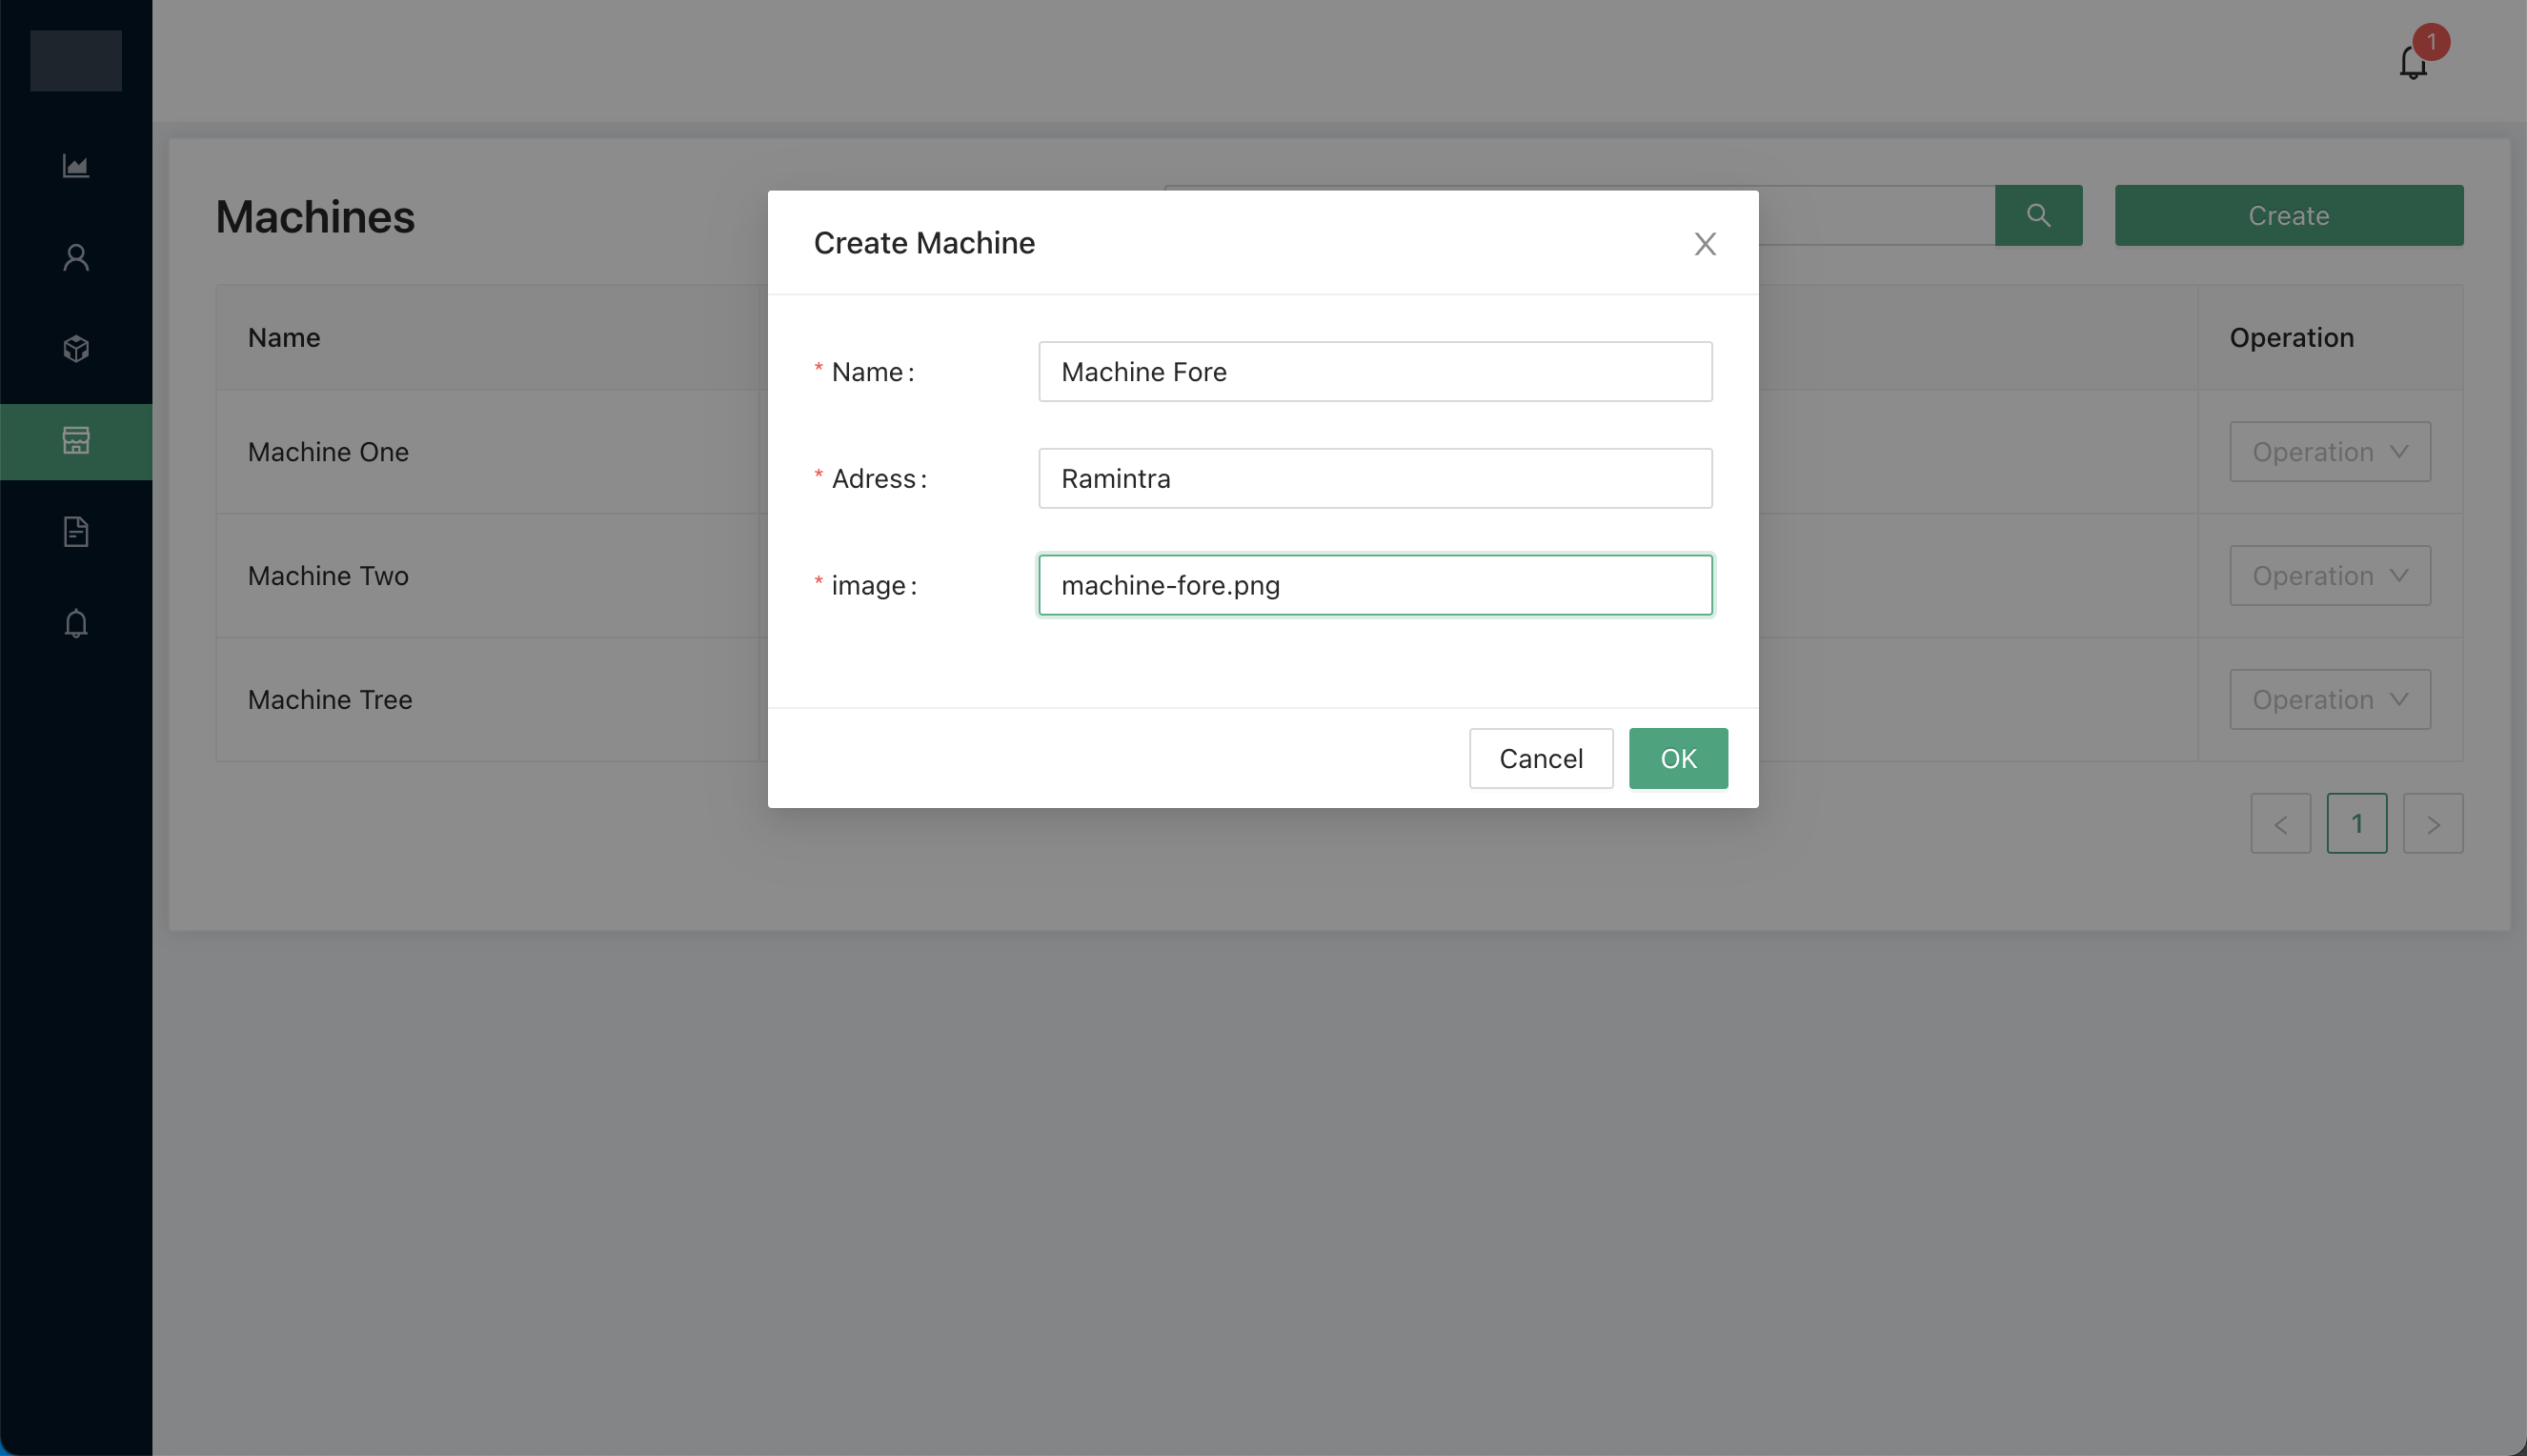 1
Machines
Create
Name
Operation
Machine One
Operation
Machine Two
Operation
Machine Tree
Operation
< 1 >
Create Machine
* Name: Machine Fore
* Adress: Ramintra
* image: machine-fore.png
Cancel
OK